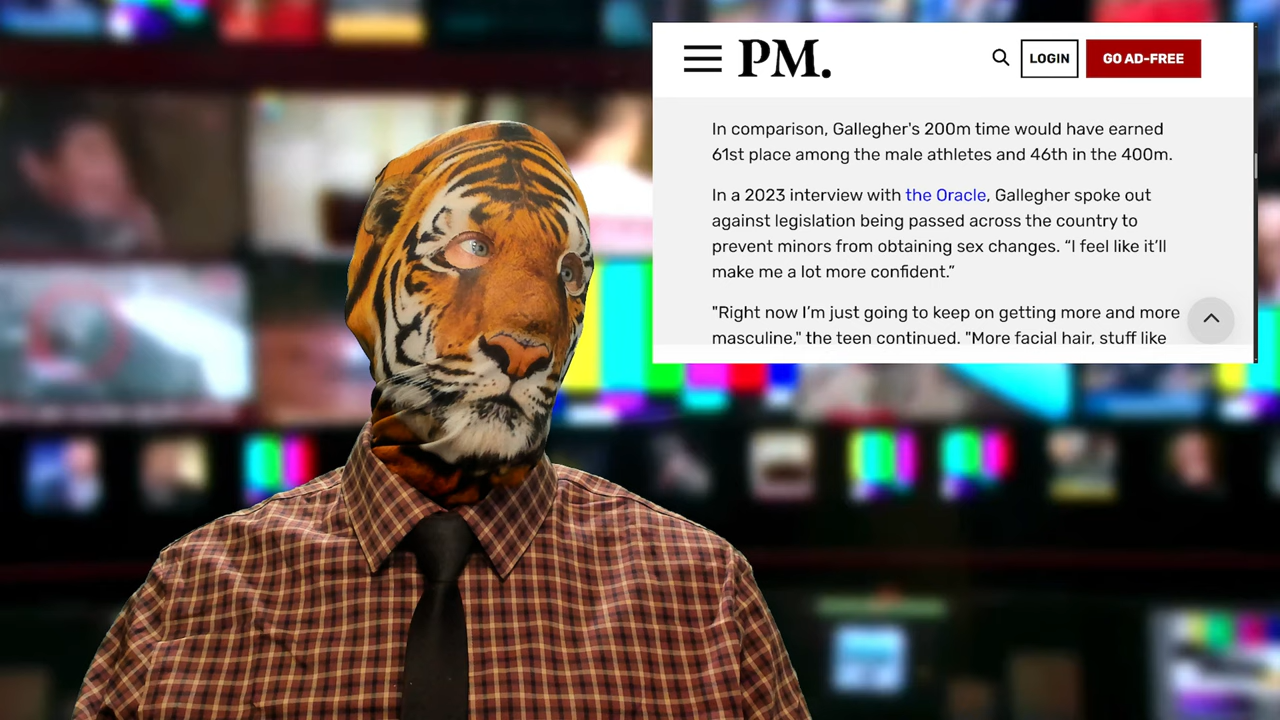 PM.
LOGIN
GO AD-FREE
In comparison, Gallegher's 200m time would have earned
61st place among the male athletes and 46th in the 400m.
In a 2023 interview with the Oracle, Gallegher spoke out
against legislation being passed across the country to
prevent minors from obtaining sex changes. “I feel like it’ll
make me a lot more confident.”
"Right now I’m just going to keep on getting more and more
masculine," the teen continued. "More facial hair, stuff like